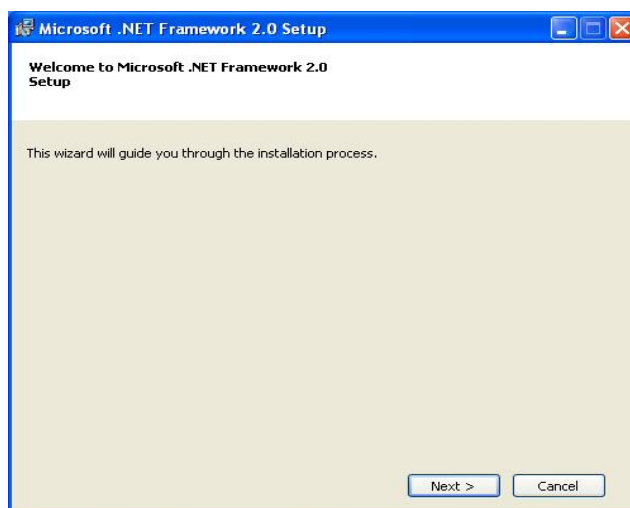 Microsoft .NET Framework 2.0 Setup
Welcome to Microsoft .NET Framework 2.0
Setup
This wizard will guide you through the installation process.
Next >
Cancel